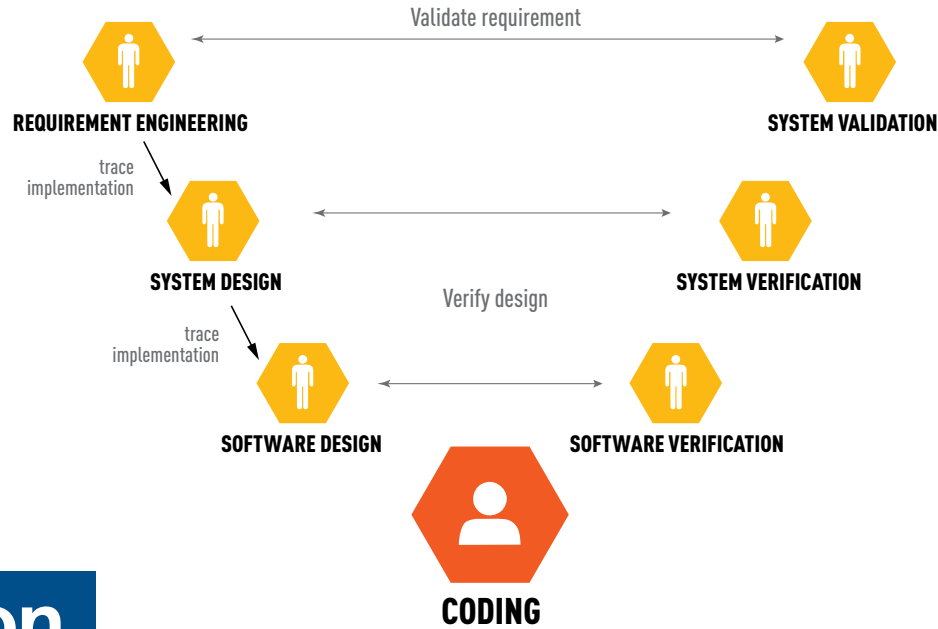 Validate requirement
REQUIREMENT ENGINEERING
SYSTEM VALIDATION
trace
implementation
SYSTEM DESIGN
SYSTEM VERIFICATION
Verify design
trace
implementation
SOFTWARE DESIGN
SOFTWARE VERIFICATION
CODING